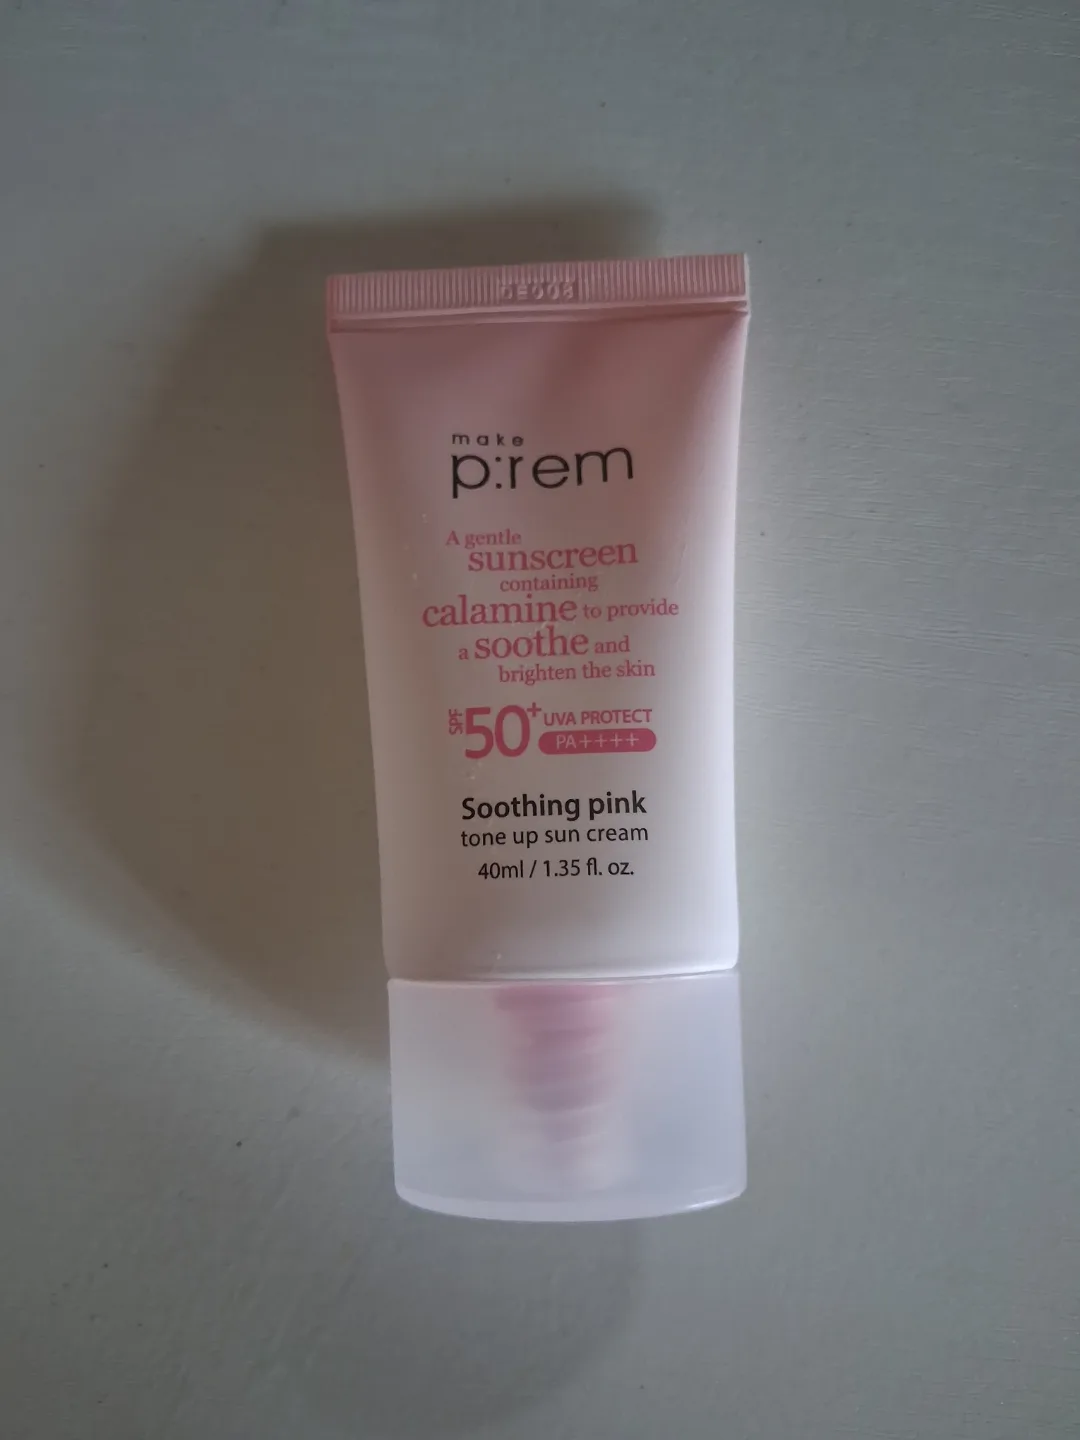 make
p:rem
A gentle
sunscreen
containing
calamine to provide
a soothe and
brighten the skin
SPF 50+ UVA PROTECT
PA++++
Soothing pink
tone up sun cream
40ml / 1.35 fl. oz.